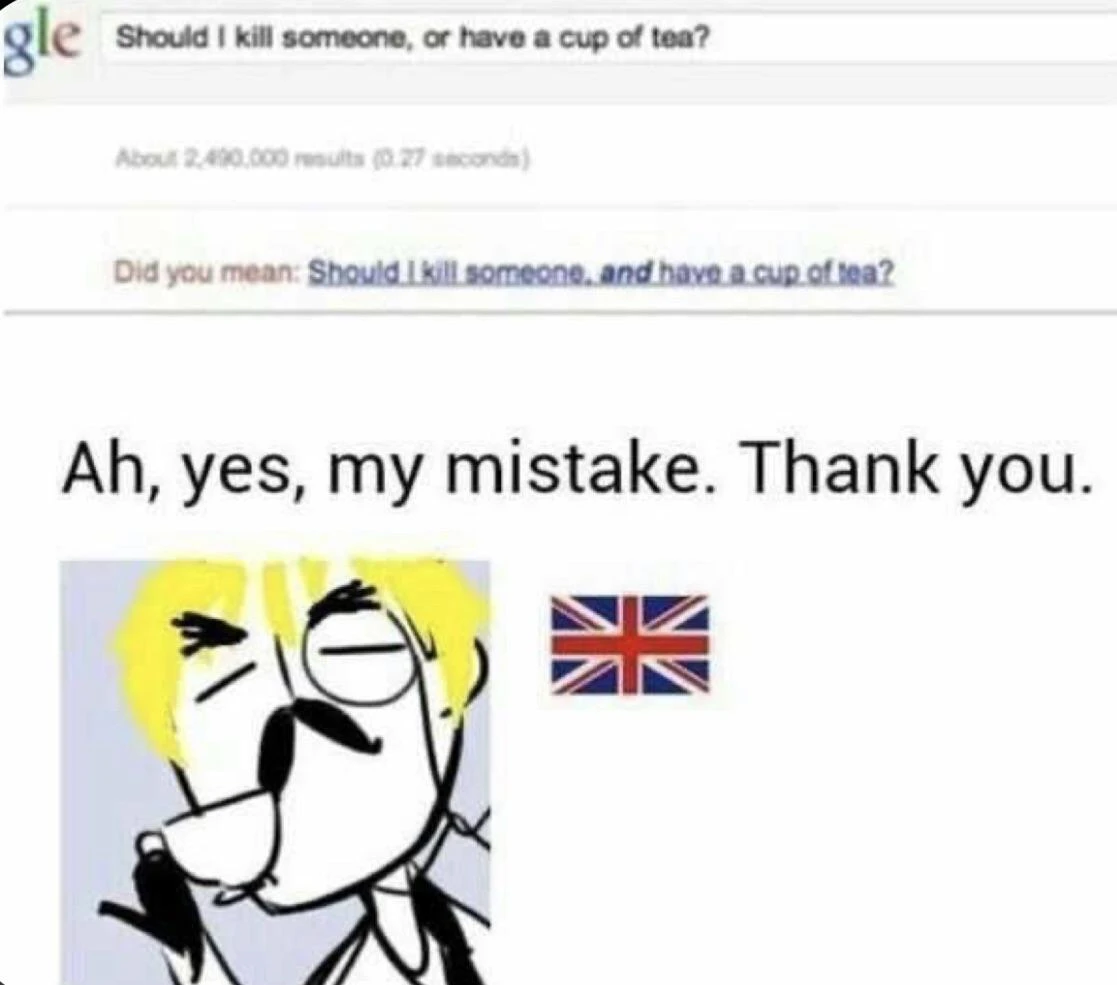 gle
Should I kill someone, or have a cup of tea?
About 2,490,000 results (0.27 seconds)
Did you mean: Should I kill someone, and have a cup of tea?
Ah, yes, my mistake. Thank you.